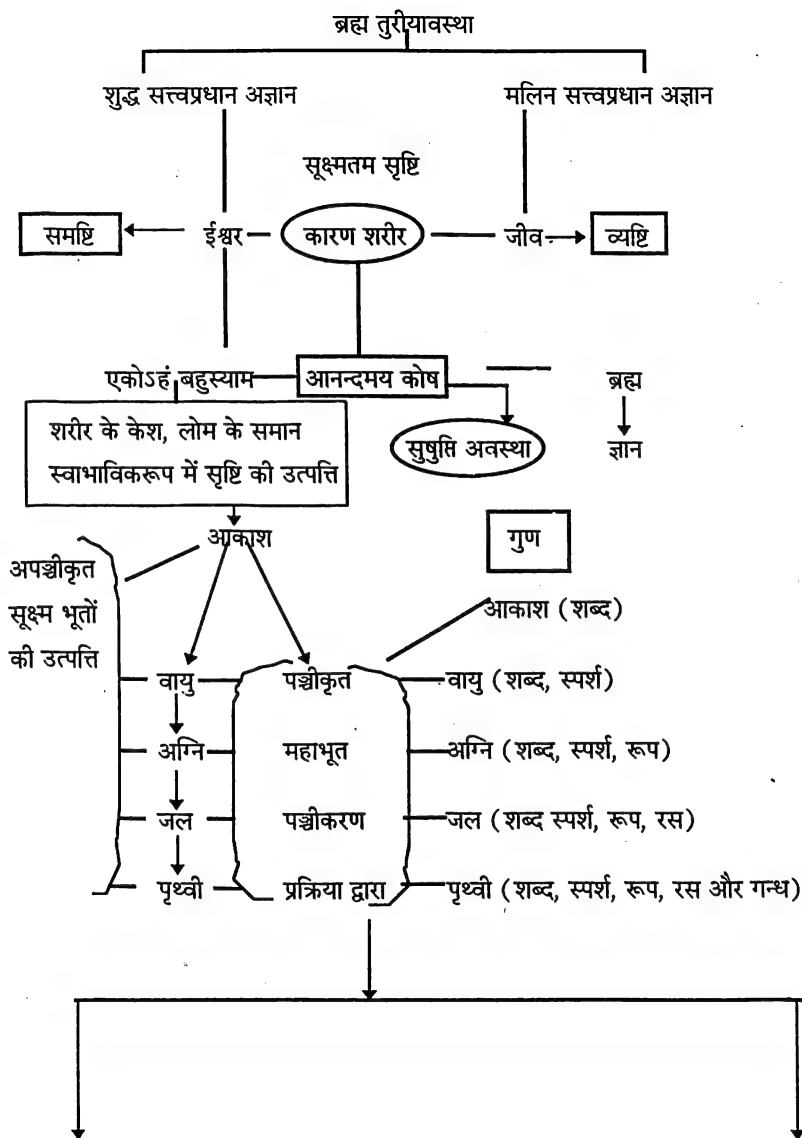 ब्रह्म तुरीयावस्था
शुद्ध सत्त्वप्रधान अज्ञान
मलिन सत्त्वप्रधान अज्ञान
सूक्ष्मतम सृष्टि
समष्टि
ईश्वर
कारण शरीर
जीव
व्यष्टि
एकोऽहं बहुस्याम
आनन्दमय कोष
ब्रह्म
शरीर के केश, लोम के समान
स्वाभाविकरूप में सृष्टि की उत्पत्ति
सुषुप्ति अवस्था
ज्ञान
आकाश
गुण
अपञ्चीकृत
सूक्ष्म भूतों
की उत्पत्ति
आकाश (शब्द)
वायु
पञ्चीकृत
वायु (शब्द, स्पर्श)
अग्नि
महाभूत
अग्नि (शब्द, स्पर्श, रूप)
जल
पञ्चीकरण
जल (शब्द स्पर्श, रूप, रस)
पृथ्वी
प्रक्रिया द्वारा
पृथ्वी (शब्द, स्पर्श, रूप, रस और गन्ध)